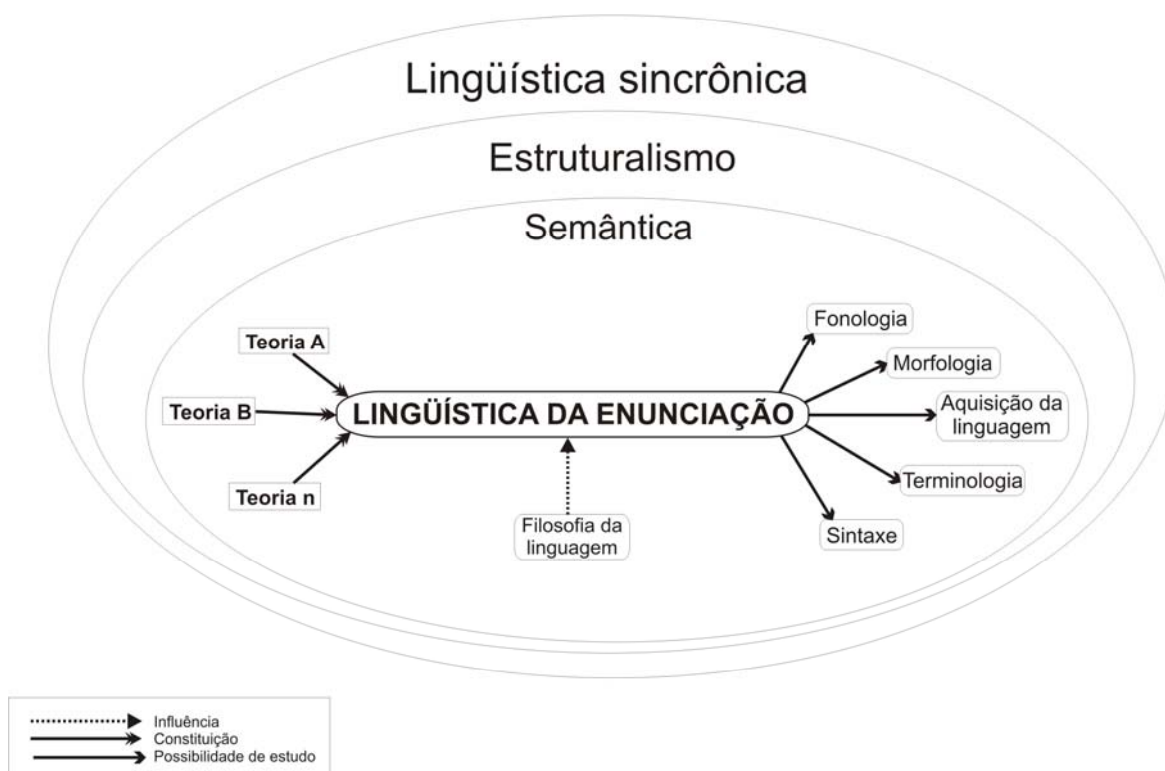 Lingüística sincrônica
Estruturalismo
Semântica
Fonologia
Teoria A
Morfologia
Teoria B
LINGÜÍSTICA DA ENUNCIAÇÃO
Aquisição da
linguagem
Terminologia
Teoria n
Filosofia da
linguagem
Sintaxe
Influência
Constituição
Possibilidade de estudo